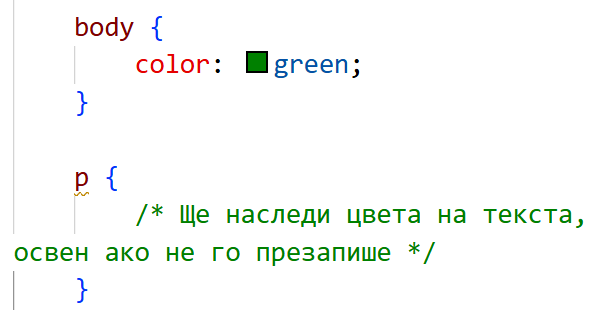 body {
color: green;
}
p {
/* Ще наследи цвета на текста,
освен ако не го презапише */
}